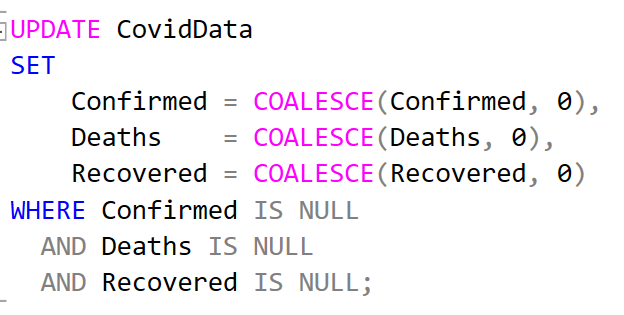 UPDATE CovidData
SET
    Confirmed = COALESCE(Confirmed, 0),
    Deaths    = COALESCE(Deaths, 0),
    Recovered = COALESCE(Recovered, 0)
WHERE Confirmed IS NULL
  AND Deaths IS NULL
  AND Recovered IS NULL;